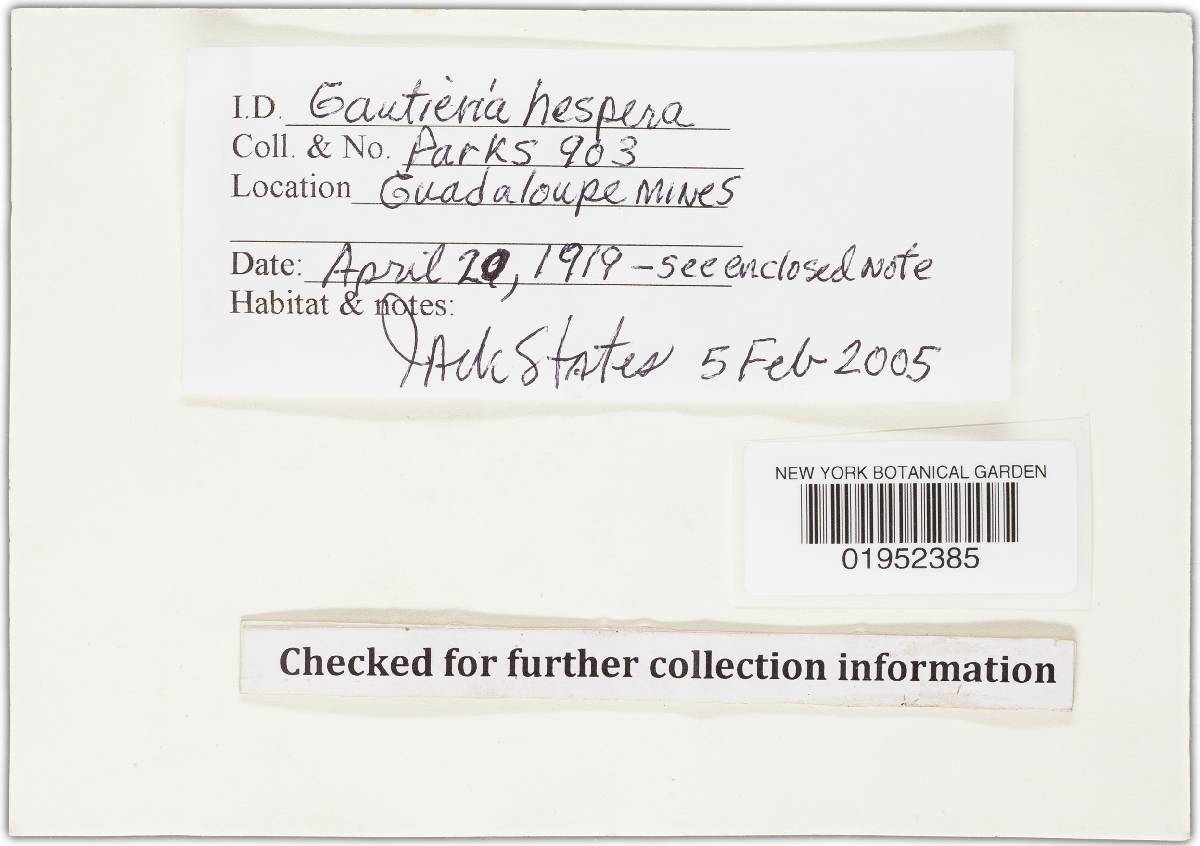 I.D. Gautieria hespera
Coll. & No. Parks 903
Location Guadaloupe Mines
Date: April 20, 1919 - see enclosed note
Habitat & notes:
Jack States 5 Feb 2005
NEW YORK BOTANICAL GARDEN
01952385
Checked for further collection information